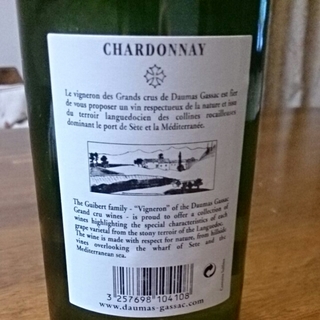 CHARDONNAY
Le vigneron des Grands crus de Daumas Gassac est fier
de vous proposer un vin respectueux de la nature et issu
du terroir languedocien des collines rocailleuses
dominant le port de Sete et la Méditerranée.
The Guibert family - "Vigneron" of the Daumas Gassac
Grand cru wines - is proud to offer a collection of
wines highlighting the special characteristics of each
grape varietal from the stony terroir of the Languedoc.
The wine is made with respect for nature, from hillside
vines overlooking the wharf of Sete and the
Mediterranean sea.
3 257698 104108
www.daumas-gassac.com